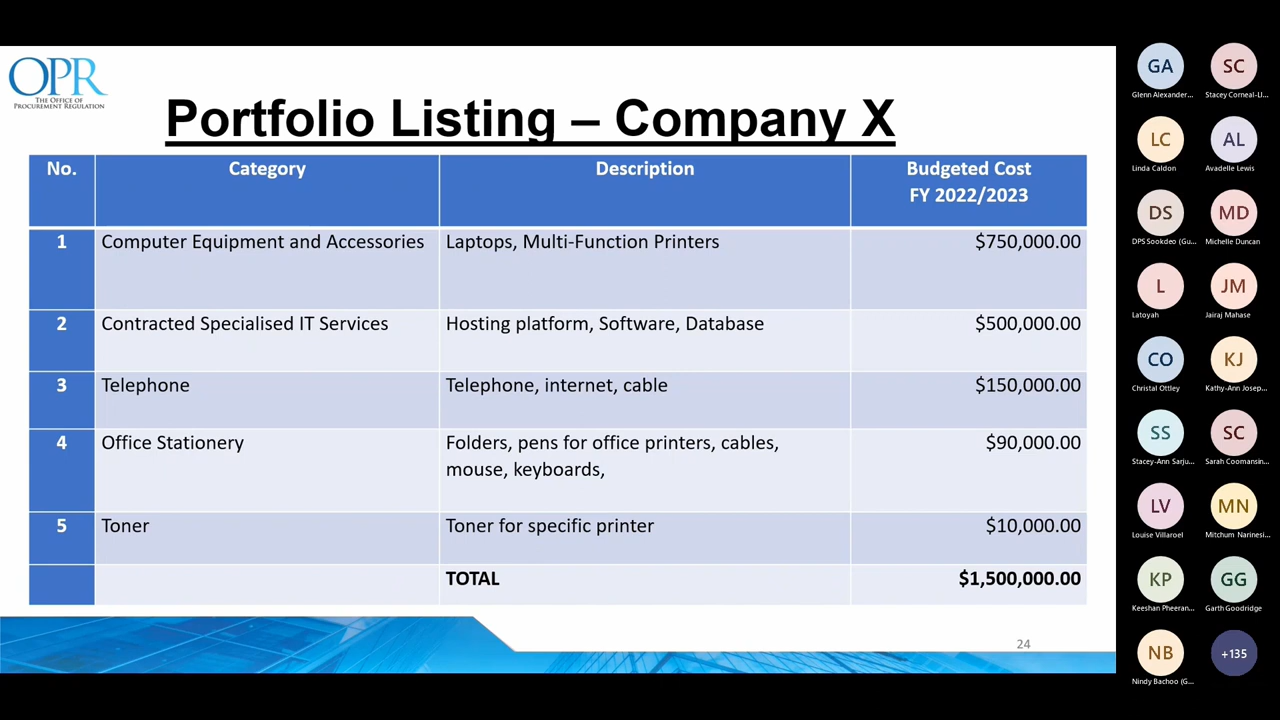 OPR
THE OFFICE OF
PROCUREMENT REGULATION
Portfolio Listing – Company X
No. Category Description Budgeted Cost
FY 2022/2023
1 Computer Equipment and Accessories Laptops, Multi-Function Printers $750,000.00
2 Contracted Specialised IT Services Hosting platform, Software, Database $500,000.00
3 Telephone Telephone, internet, cable $150,000.00
4 Office Stationery Folders, pens for office printers, cables, $90,000.00
mouse, keyboards,
5 Toner Toner for specific printer $10,000.00
TOTAL $1,500,000.00
24
GA SC
Glenn Alexander... Stacey Corneal-Ll...
LC AL
Linda Caldon Avadelle Lewis
DS MD
DPS Sookdeo (Gu... Michelle Duncan
L JM
Latoyah Jairaj Mahase
CO KJ
Christal Ottley Kathy-Ann Josep...
SS SC
Stacey-Ann Sarju... Sarah Coomansin...
LV MN
Louise Villaroel Mitchum Narinesi...
KP GG
Keeshan Pheeran... Garth Goodridge
NB +135
Nindy Bachoo (G...